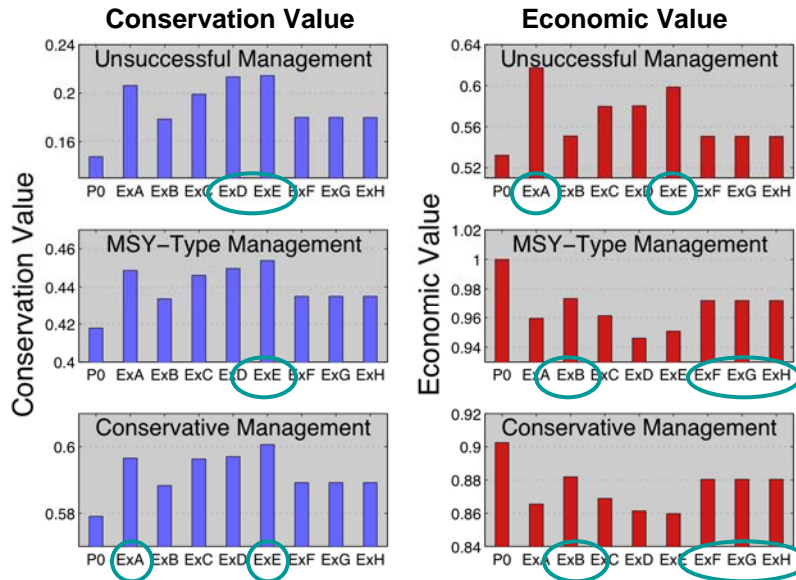 Conservation Value
Economic Value
Conservation Value
Unsuccessful Management
0.24
0.2
0.16
P0 ExA ExB ExC ExD ExE ExF ExG ExH
MSY-Type Management
0.46
0.44
0.42
0.4
P0 ExA ExB ExC ExD ExE ExF ExG ExH
Conservative Management
0.6
0.58
P0 ExA ExB ExC ExD ExE ExF ExG ExH
Economic Value
Unsuccessful Management
0.64
0.6
0.56
0.52
P0 ExA ExB ExC ExD ExE ExF ExG ExH
MSY-Type Management
1.02
1
0.98
0.96
0.94
P0 ExA ExB ExC ExD ExE ExF ExG ExH
Conservative Management
0.92
0.9
0.88
0.86
0.84
P0 ExA ExB ExC ExD ExE ExF ExG ExH